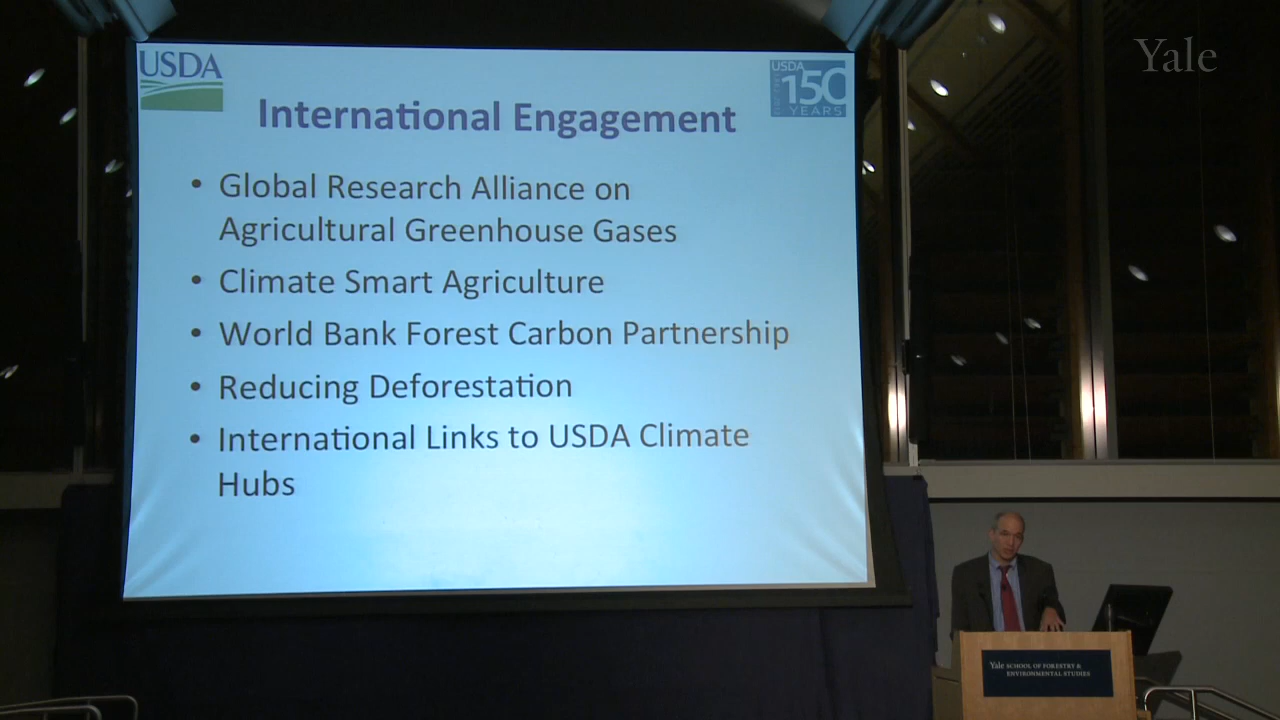 Yale
USDA
USDA
150
YEARS
International Engagement
• Global Research Alliance on
Agricultural Greenhouse Gases
• Climate Smart Agriculture
• World Bank Forest Carbon Partnership
• Reducing Deforestation
• International Links to USDA Climate
Hubs
Yale SCHOOL OF FORESTRY &
ENVIRONMENTAL STUDIES